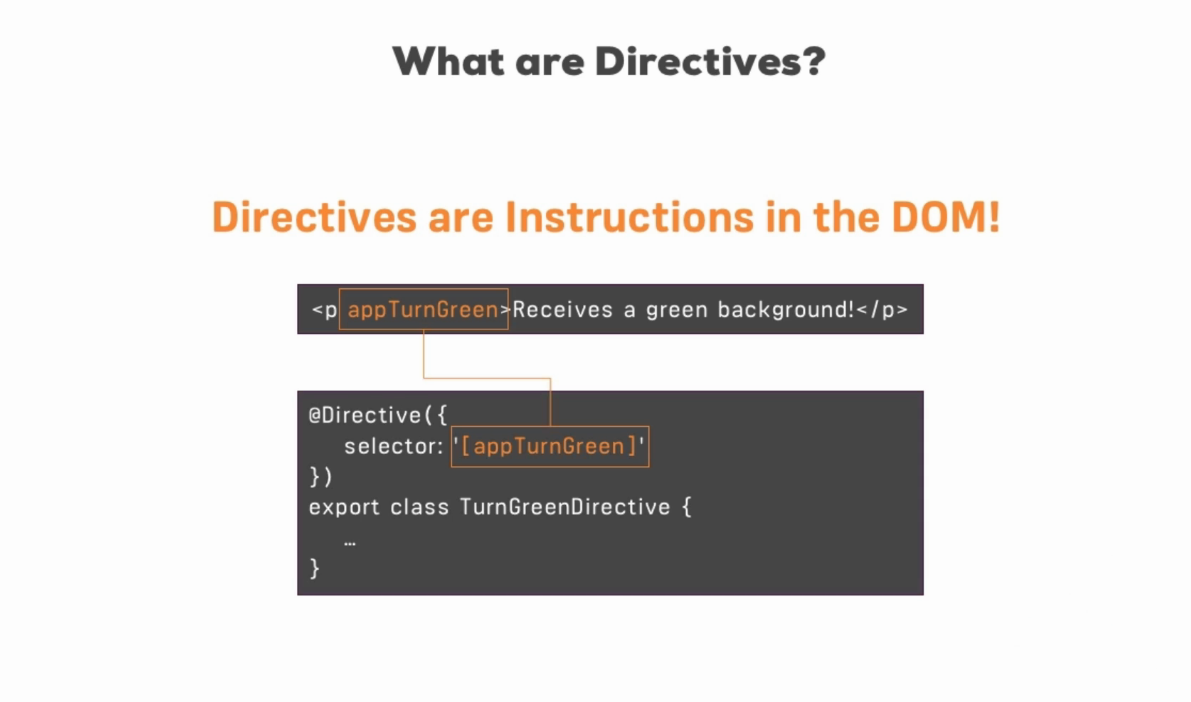 What are Directives?
Directives are Instructions in the DOM!
<p appTurnGreen>Receives a green background!</p>
@Directive({
selector: '[appTurnGreen]'
})
export class TurnGreenDirective {
…
}